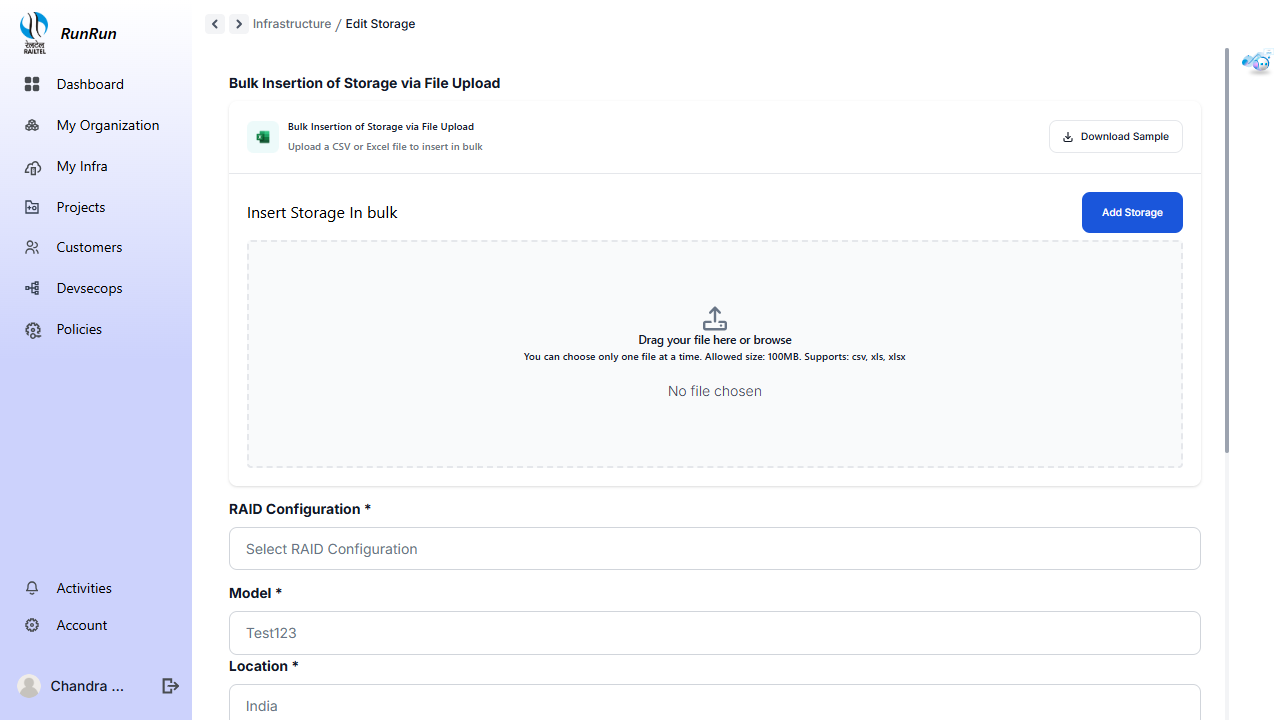 रेलटेल
RAILTEL
RunRun
Dashboard
My Organization
My Infra
Projects
Customers
Devsecops
Policies
Activities
Account
Chandra ...
Infrastructure / Edit Storage
Bulk Insertion of Storage via File Upload
Bulk Insertion of Storage via File Upload
Upload a CSV or Excel file to insert in bulk
Download Sample
Insert Storage In bulk
Add Storage
Drag your file here or browse
You can choose only one file at a time. Allowed size: 100MB. Supports: csv, xls, xlsx
No file chosen
RAID Configuration *
Select RAID Configuration
Model *
Test123
Location *
India